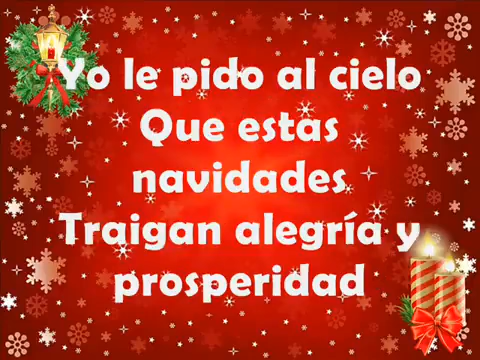 Yo le pido al cielo
Que estas
navidades
Traigan alegría y
prosperidad